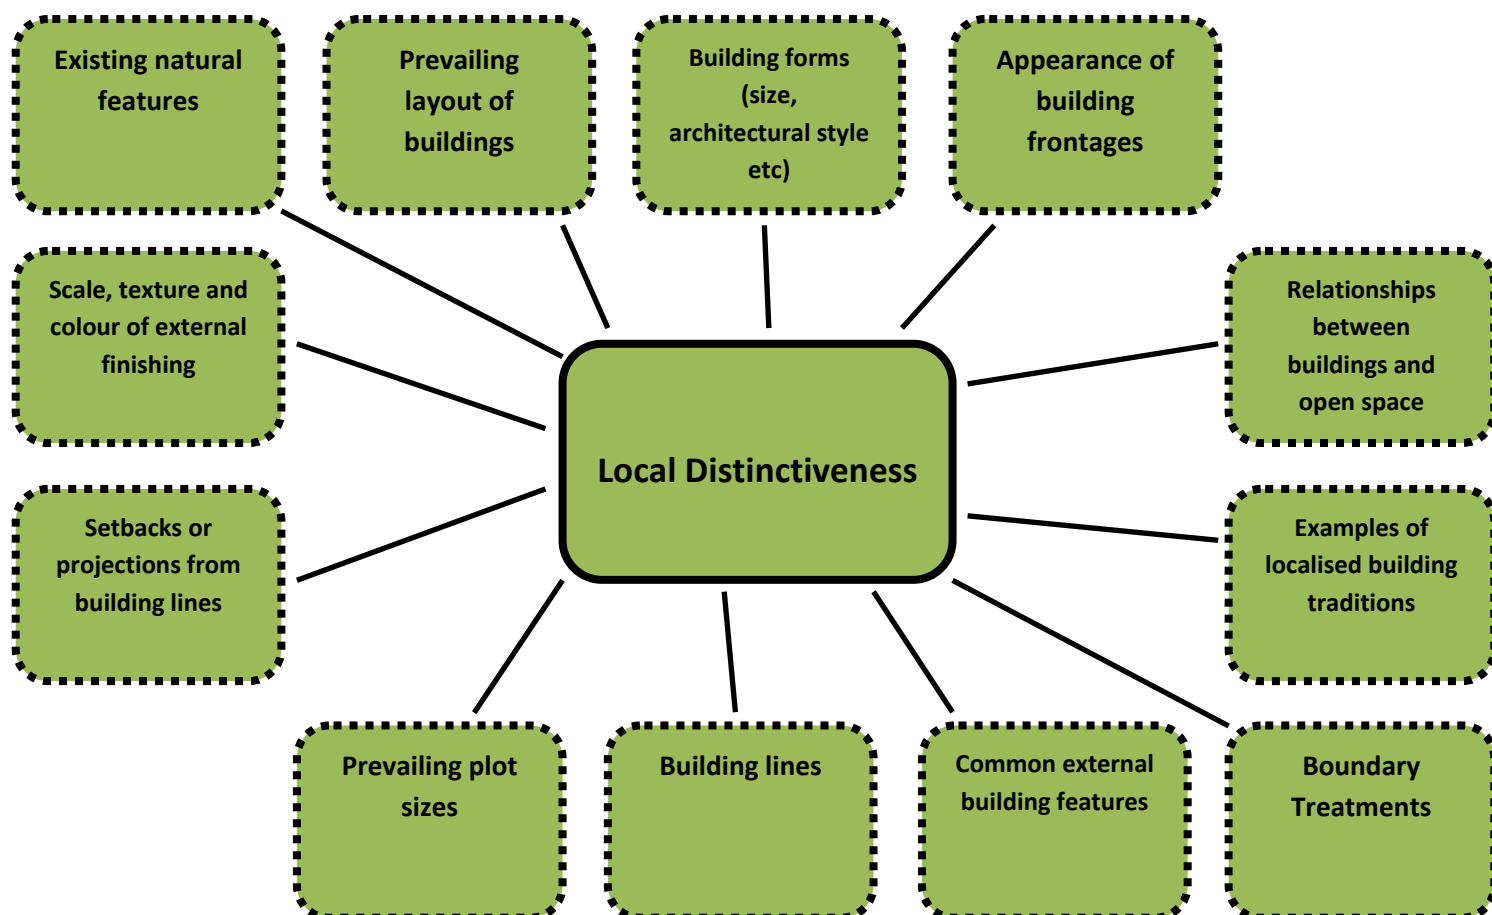 Existing natural
features
Prevailing
layout of
buildings
Building forms
(size,
architectural style
etc)
Appearance of
building
frontages
Scale, texture and
colour of external
finishing
Relationships
between
buildings and
open space
Local Distinctiveness
Setbacks or
projections from
building lines
Examples of
localised building
traditions
Prevailing plot
sizes
Building lines
Common external
building features
Boundary
Treatments